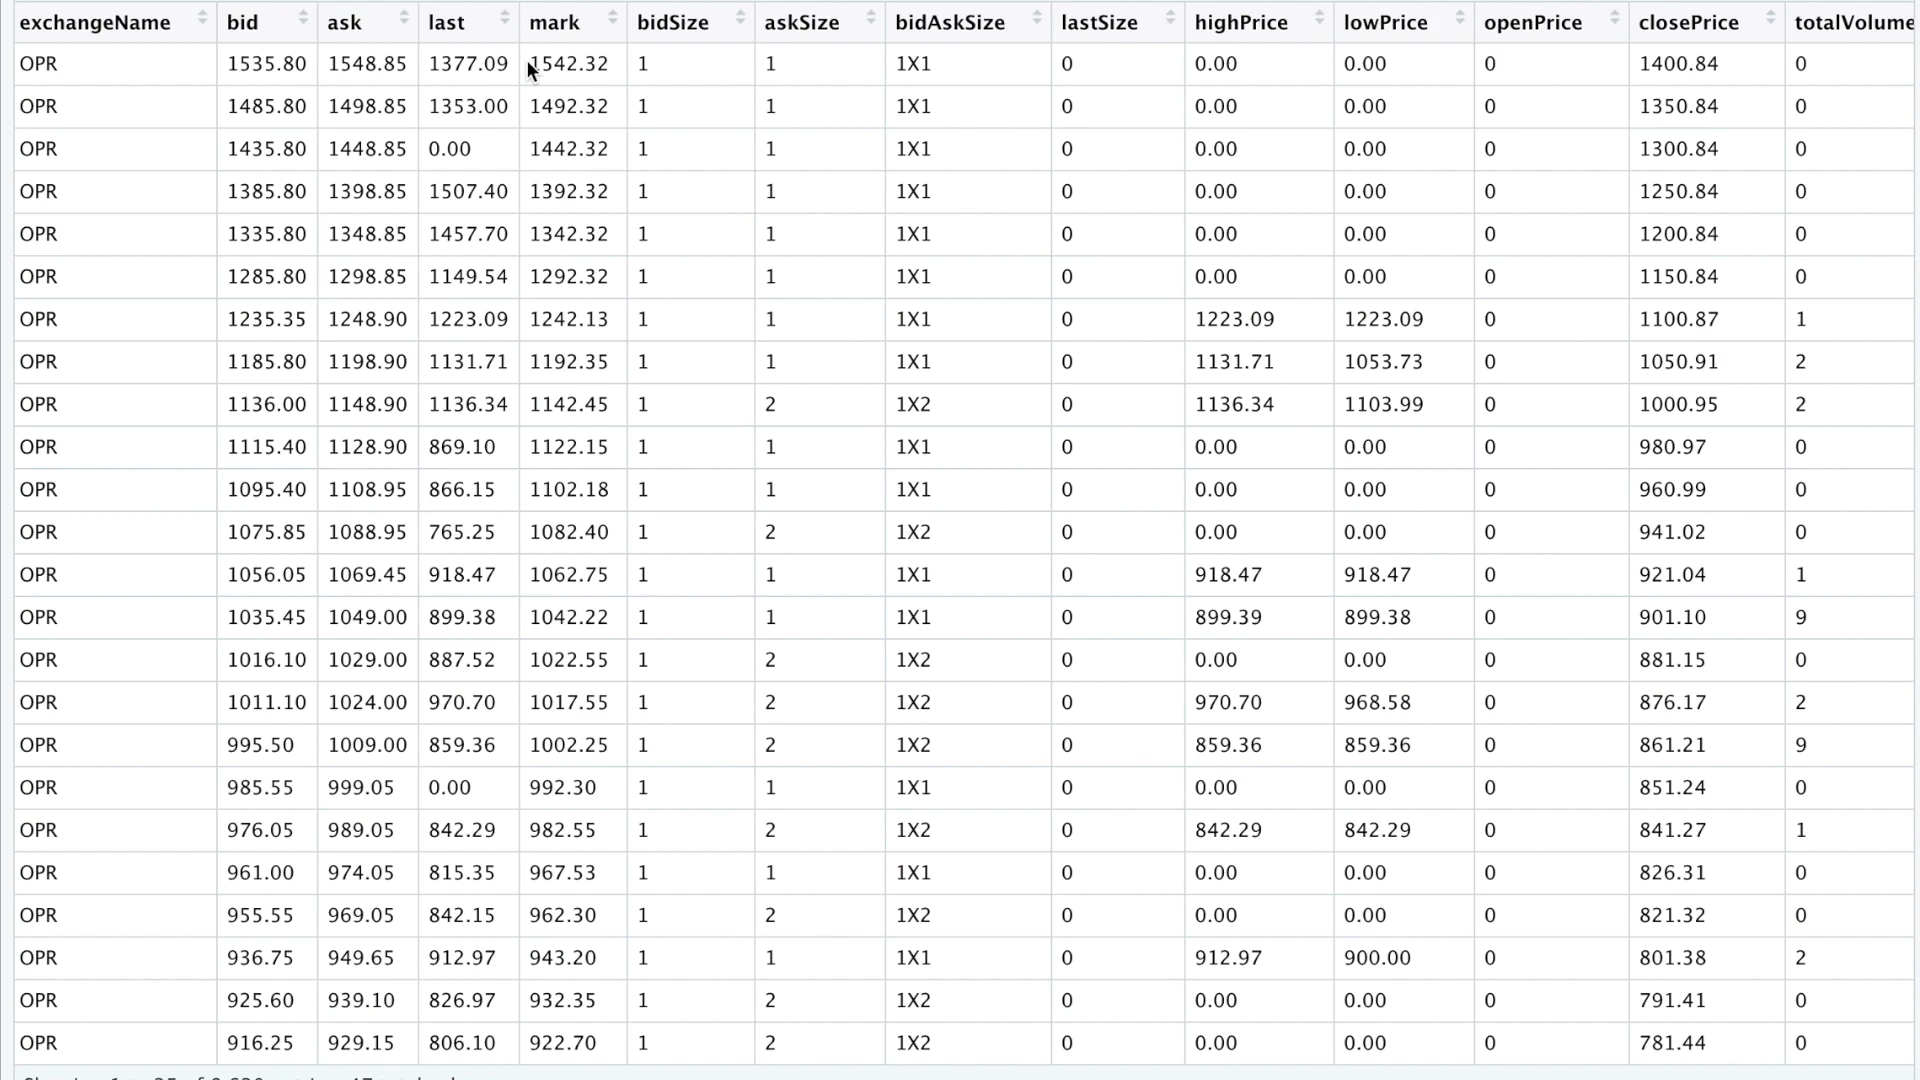 exchangeName bid ask last mark bidSize askSize bidAskSize lastSize highPrice lowPrice openPrice closePrice totalVolume
OPR 1535.80 1548.85 1377.09 1542.32 1 1 1X1 0 0.00 0.00 0 1400.84 0
OPR 1485.80 1498.85 1353.00 1492.32 1 1 1X1 0 0.00 0.00 0 1350.84 0
OPR 1435.80 1448.85 0.00 1442.32 1 1 1X1 0 0.00 0.00 0 1300.84 0
OPR 1385.80 1398.85 1507.40 1392.32 1 1 1X1 0 0.00 0.00 0 1250.84 0
OPR 1335.80 1348.85 1457.70 1342.32 1 1 1X1 0 0.00 0.00 0 1200.84 0
OPR 1285.80 1298.85 1149.54 1292.32 1 1 1X1 0 0.00 0.00 0 1150.84 0
OPR 1235.35 1248.90 1223.09 1242.13 1 1 1X1 0 1223.09 1223.09 0 1100.87 1
OPR 1185.80 1198.90 1131.71 1192.35 1 1 1X1 0 1131.71 1053.73 0 1050.91 2
OPR 1136.00 1148.90 1136.34 1142.45 1 2 1X2 0 1136.34 1103.99 0 1000.95 2
OPR 1115.40 1128.90 869.10 1122.15 1 1 1X1 0 0.00 0.00 0 980.97 0
OPR 1095.40 1108.95 866.15 1102.18 1 1 1X1 0 0.00 0.00 0 960.99 0
OPR 1075.85 1088.95 765.25 1082.40 1 2 1X2 0 0.00 0.00 0 941.02 0
OPR 1056.05 1069.45 918.47 1062.75 1 1 1X1 0 918.47 918.47 0 921.04 1
OPR 1035.45 1049.00 899.38 1042.22 1 1 1X1 0 899.39 899.38 0 901.10 9
OPR 1016.10 1029.00 887.52 1022.55 1 2 1X2 0 0.00 0.00 0 881.15 0
OPR 1011.10 1024.00 970.70 1017.55 1 2 1X2 0 970.70 968.58 0 876.17 2
OPR 995.50 1009.00 859.36 1002.25 1 2 1X2 0 859.36 859.36 0 861.21 9
OPR 985.55 999.05 0.00 992.30 1 1 1X1 0 0.00 0.00 0 851.24 0
OPR 976.05 989.05 842.29 982.55 1 2 1X2 0 842.29 842.29 0 841.27 1
OPR 961.00 974.05 815.35 967.53 1 1 1X1 0 0.00 0.00 0 826.31 0
OPR 955.55 969.05 842.15 962.30 1 2 1X2 0 0.00 0.00 0 821.32 0
OPR 936.75 949.65 912.97 943.20 1 1 1X1 0 912.97 900.00 0 801.38 2
OPR 925.60 939.10 826.97 932.35 1 2 1X2 0 0.00 0.00 0 791.41 0
OPR 916.25 929.15 806.10 922.70 1 2 1X2 0 0.00 0.00 0 781.44 0